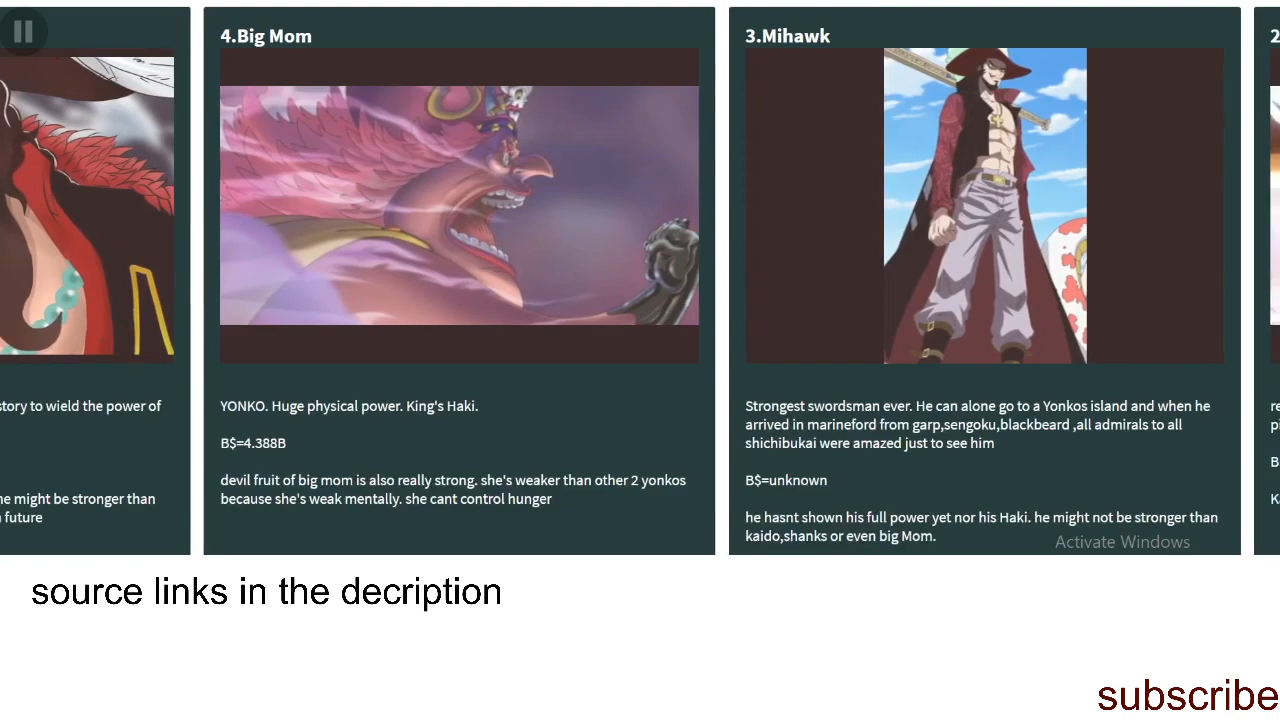 4.Big Mom
3.Mihawk
2
story to wield the power of
he might be stronger than
future
YONKO. Huge physical power. King's Haki.
B$=4.388B
devil fruit of big mom is also really strong. she's weaker than other 2 yonkos
because she's weak mentally. she cant control hunger
Strongest swordsman ever. He can alone go to a Yonkos island and when he
arrived in marineford from garp,sengoku,blackbeard ,all admirals to all
shichibukai were amazed just to see him
B$=unknown
he hasnt shown his full power yet nor his Haki. he might not be stronger than
kaido,shanks or even big Mom.
re
pi
B
K
Activate Windows
source links in the decription
subscribe